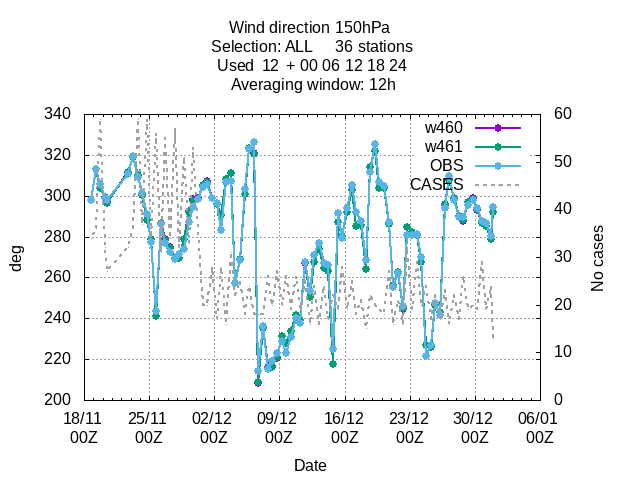 Wind direction 150hPa
Selection: ALL 36 stations
Used 12 + 00 06 12 18 24
Averaging window: 12h
340 60
w460
w461
OBS
CASES
320 50
300 40
280 30
260 20
240
220 10
200 0
deg
No cases
18/11 25/11 02/12 09/12 16/12 23/12 30/12 06/01
00Z 00Z 00Z 00Z 00Z 00Z 00Z 00Z
Date